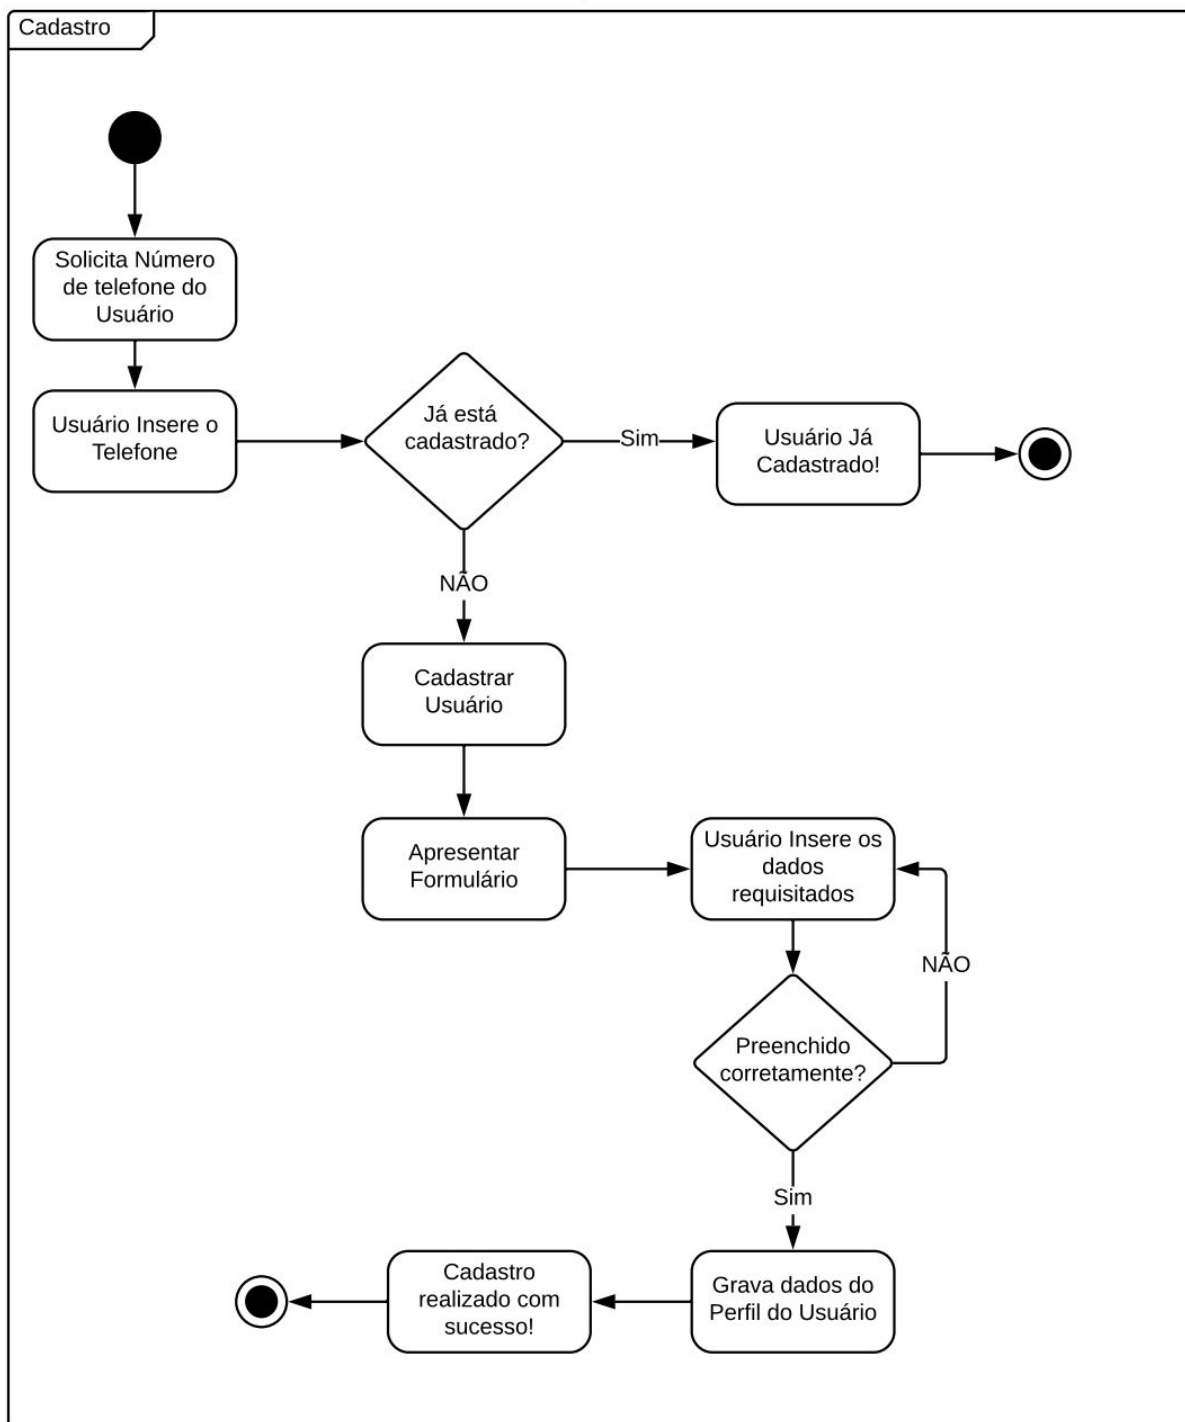 Cadastro
Solicita Número
de telefone do
Usuário
Usuário Insere o
Telefone
Já está
cadastrado?
Sim
Usuário Já
Cadastrado!
NÃO
Cadastrar
Usuário
Apresentar
Formulário
Usuário Insere os
dados
requisitados
NÃO
Preenchido
corretamente?
Sim
Grava dados do
Perfil do Usuário
Cadastro
realizado com
sucesso!